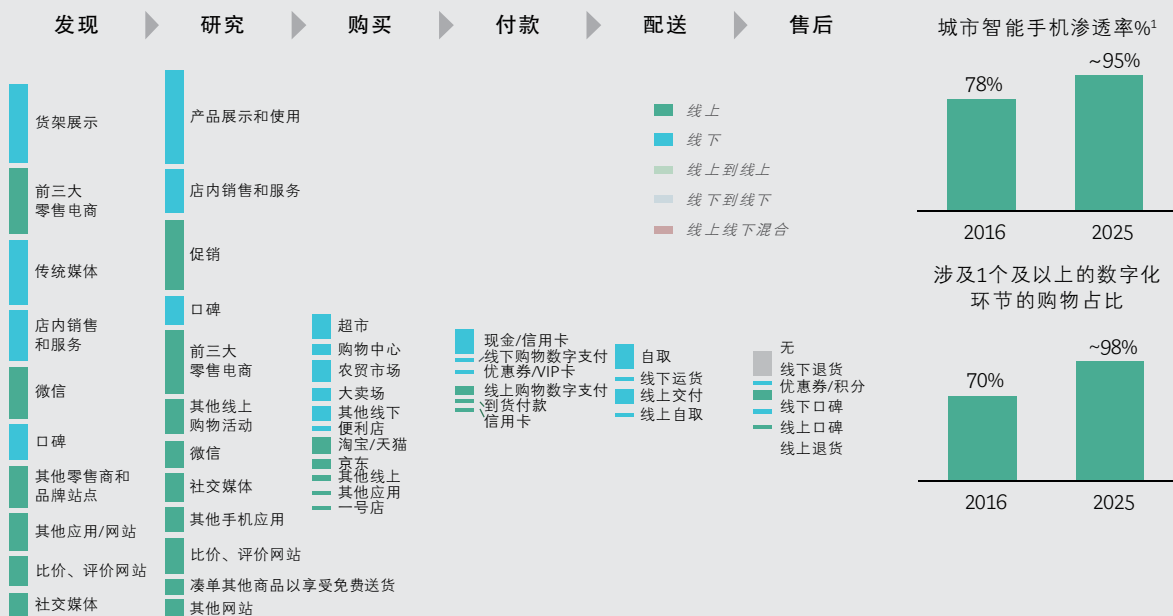 发现
研究
购买
付款
配送
售后
货架展示
前三大
零售电商
传统媒体
店内销售
和服务
微信
口碑
其他零售商和
品牌站点
其他应用/网站
比价、评价网站
社交媒体
产品展示和使用
店内销售和服务
促销
口碑
前三大
零售电商
其他线上
购物活动
微信
社交媒体
其他手机应用
比价、评价网站
凑单其他商品以享受免费送货
其他网站
超市
购物中心
农贸市场
大卖场
其他线下
便利店
淘宝/天猫
京东
其他线上
其他应用
一号店
现金/信用卡
线下购物数字支付
优惠券/VIP卡
线上购物数字支付
到货付款
信用卡
自取
线下运货
线上交付
线上自取
无
线下退货
优惠券/积分
线下口碑
线上口碑
线上退货
线上
线下
线上到线上
线下到线下
线上线下混合
城市智能手机渗透率%¹
78%
~95%
2016
2025
涉及1个及以上的数字化
环节的购物占比
70%
~98%
2016
2025